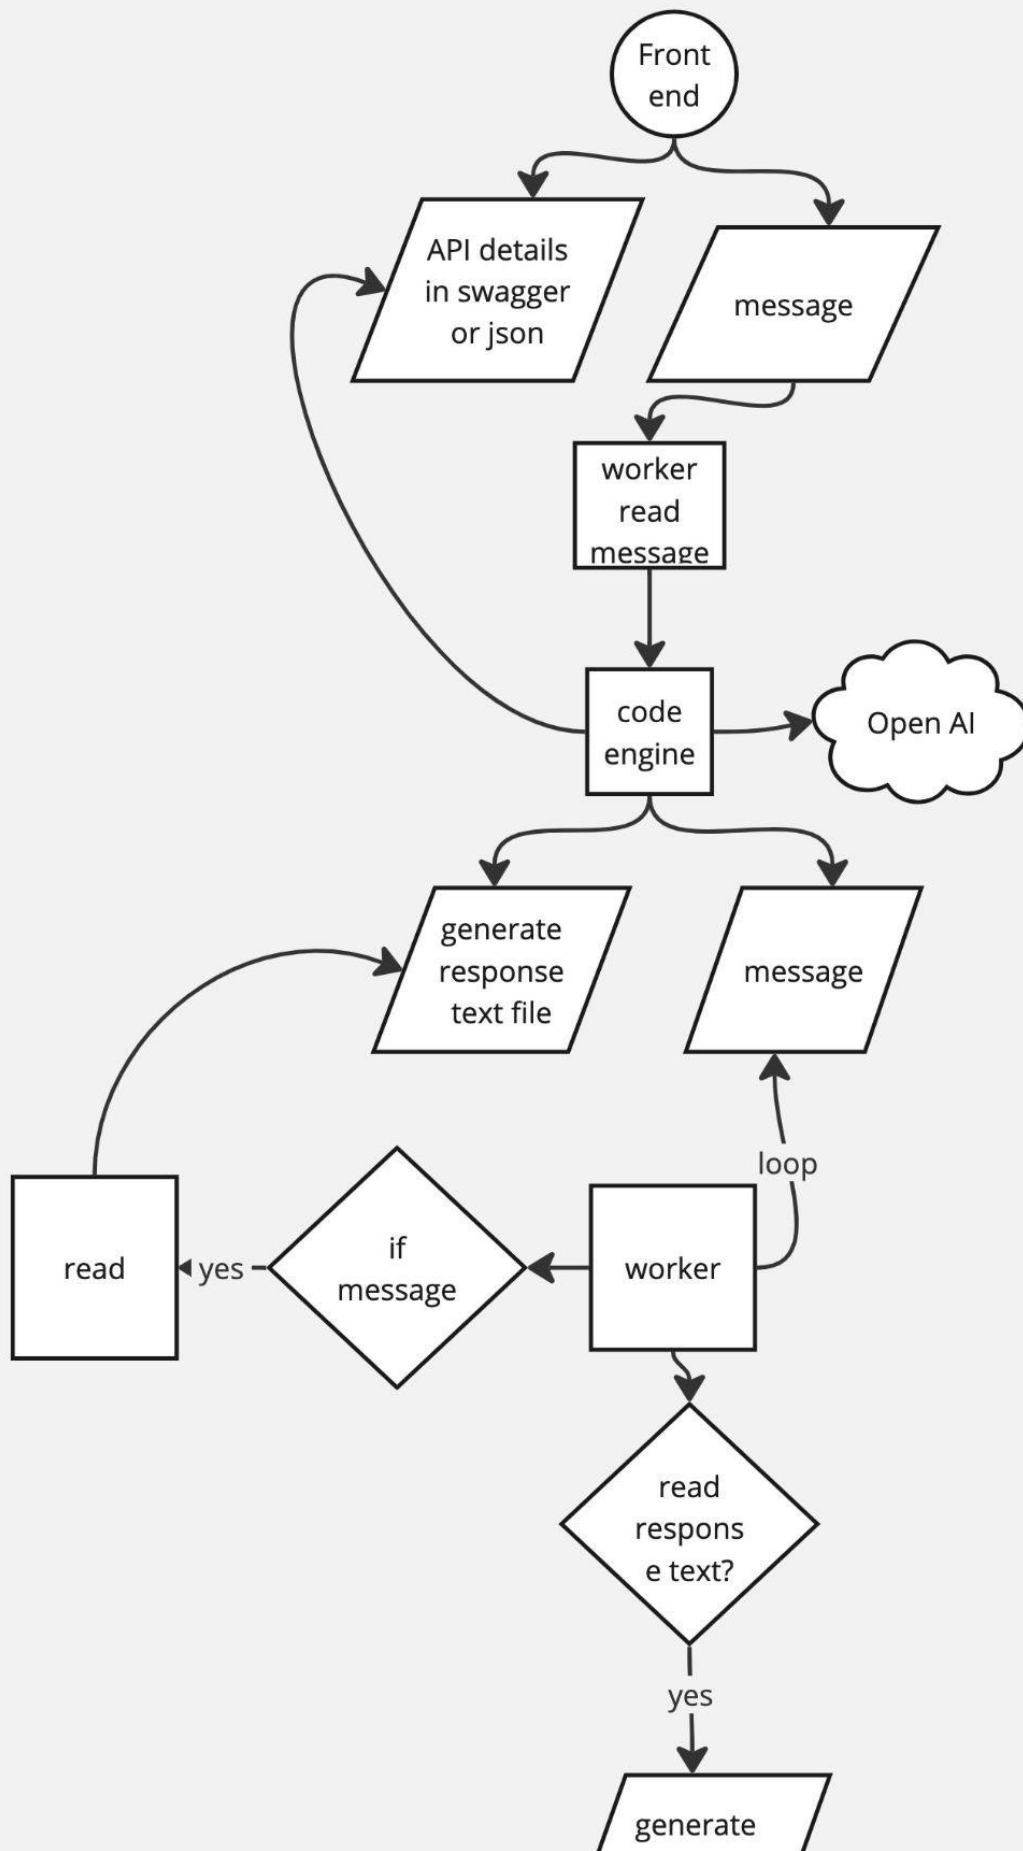 Front
end
API details
in swagger
or json
message
worker
read
message
code
engine
Open AI
generate
response
text file
message
loop
read
yes
if
message
worker
read
respons
e text?
yes
generate